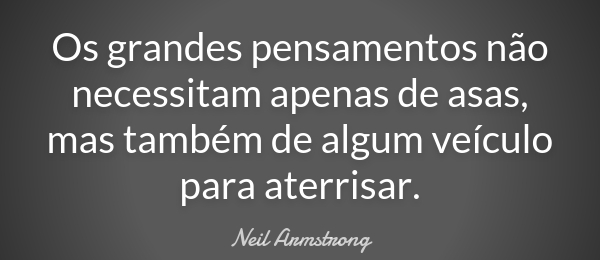 Os grandes pensamentos não
necessitam apenas de asas,
mas também de algum veículo
para aterrisar.
Neil Armstrong